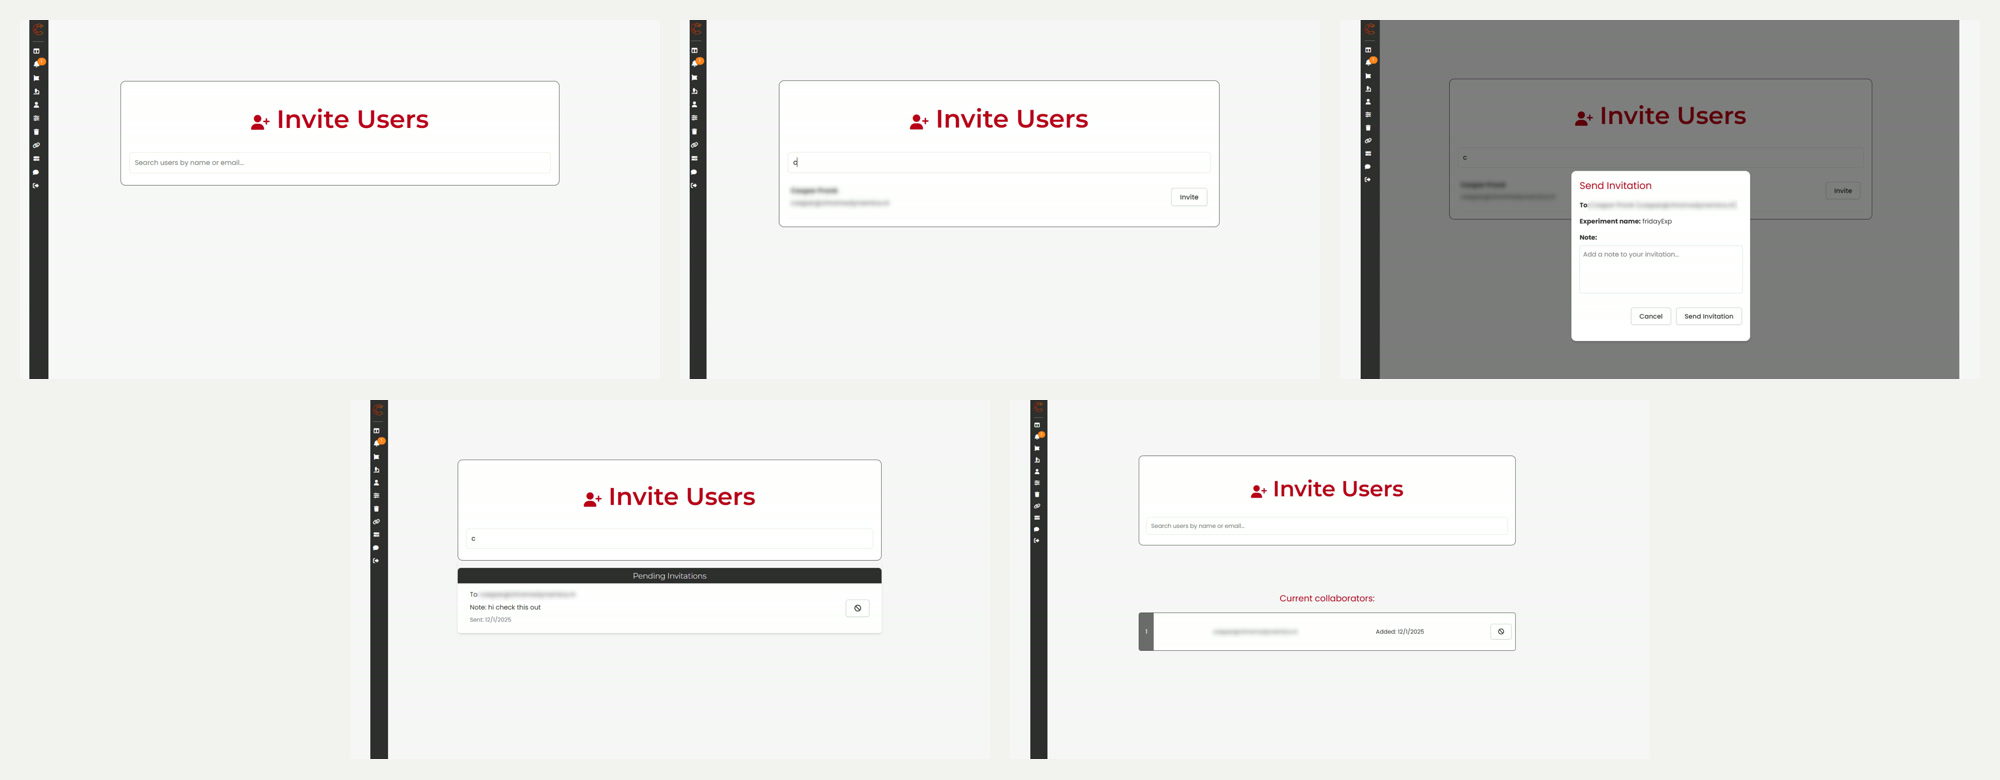 Invite Users
Search users by name or email...
Invite Users
c
Invite
Invite Users
c
Invite
Send Invitation
To:
Experiment name: fridayExp
Note:
Add a note to your invitation...
Cancel
Send Invitation
Invite Users
c
Pending Invitations
To:
Note: hi check this out
Sent: 12/1/2025
Invite Users
Search users by name or email...
Current collaborators:
1
Added: 12/1/2025